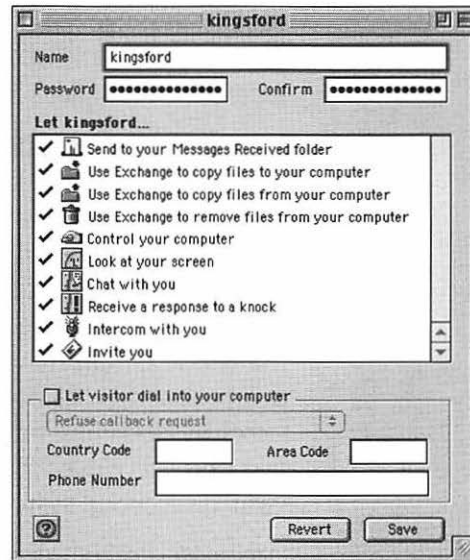 kingsford
Name kingsford
Password •••••••••••••• Confirm ••••••••••••••
Let kingsford...
✓ Send to your Messages Received folder
✓ Use Exchange to copy files to your computer
✓ Use Exchange to copy files from your computer
✓ Use Exchange to remove files from your computer
✓ Control your computer
✓ Look at your screen
✓ Chat with you
✓ Receive a response to a knock
✓ Intercom with you
✓ Invite you
Let visitor dial into your computer
Refuse callback request
Country Code Area Code
Phone Number
? Revert Save